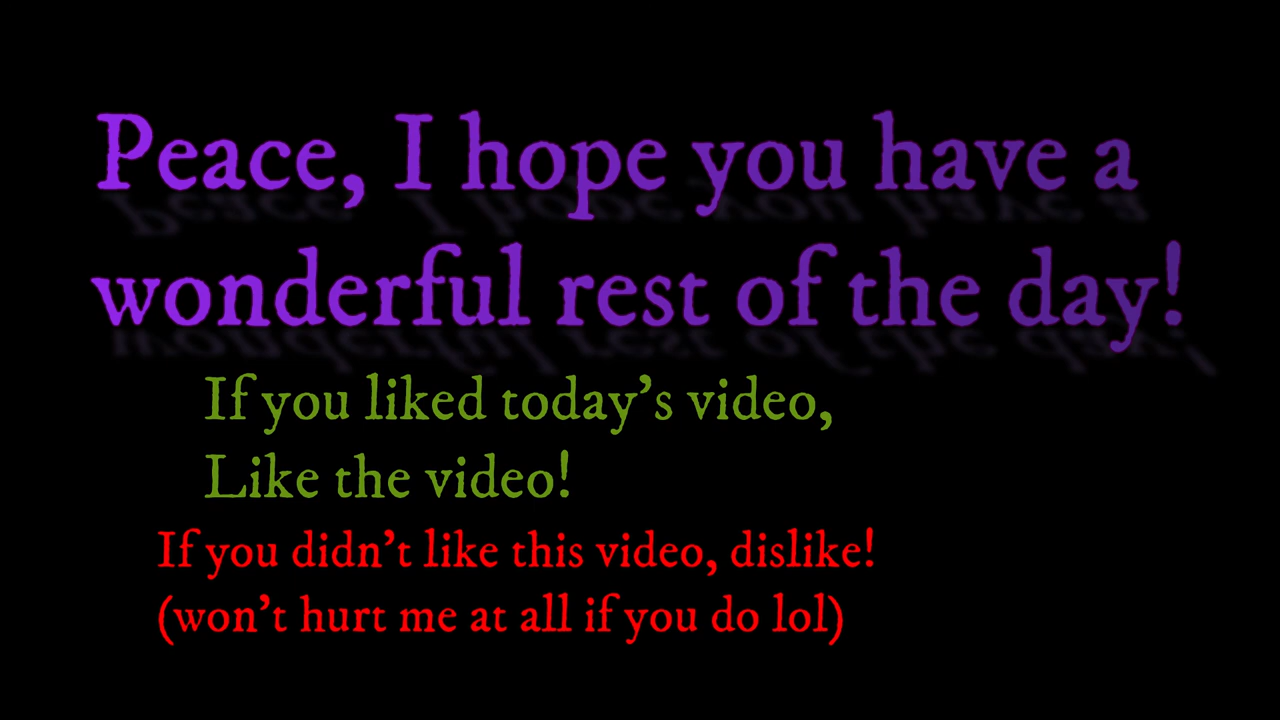 Peace, I hope you have a
wonderful rest of the day!
If you liked today’s video,
Like the video!
If you didn’t like this video, dislike!
(won’t hurt me at all if you do lol)